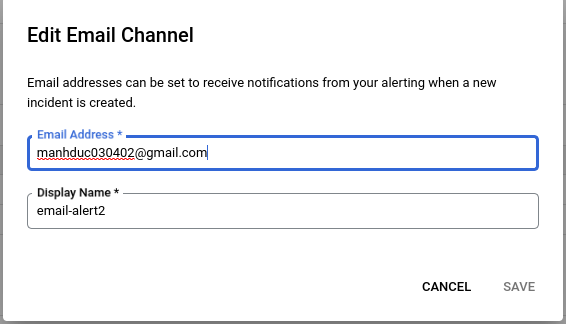 Edit Email Channel
Email addresses can be set to receive notifications from your alerting when a new
incident is created.
Email Address *
manhduc030402@gmail.com
Display Name *
email-alert2
CANCEL SAVE